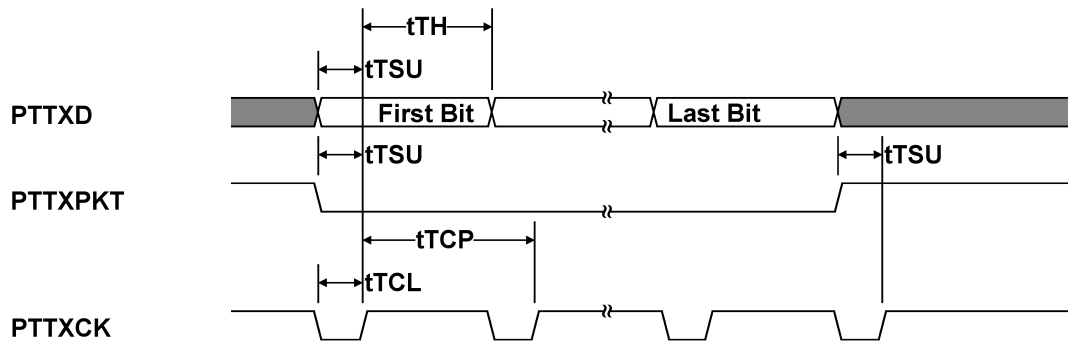 tTH
tTSU
PTTXD First Bit Last Bit
tTSU tTSU
PTTXPKT
tTCP
tTCL
PTTXCK